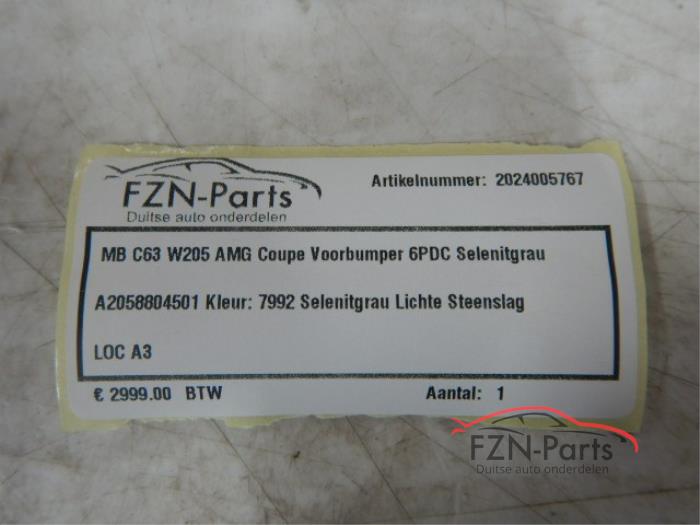 FZN-Parts
Duitse auto onderdelen
Artikelnummer: 2024005767
MB C63 W205 AMG Coupe Voorbumper 6PDC Selenitgrau
A2058804501 Kleur: 7992 Selenitgrau Lichte Steenslag
LOC A3
€ 2999.00 BTW
Aantal: 1
FZN-Parts
Duitse auto onderdelen